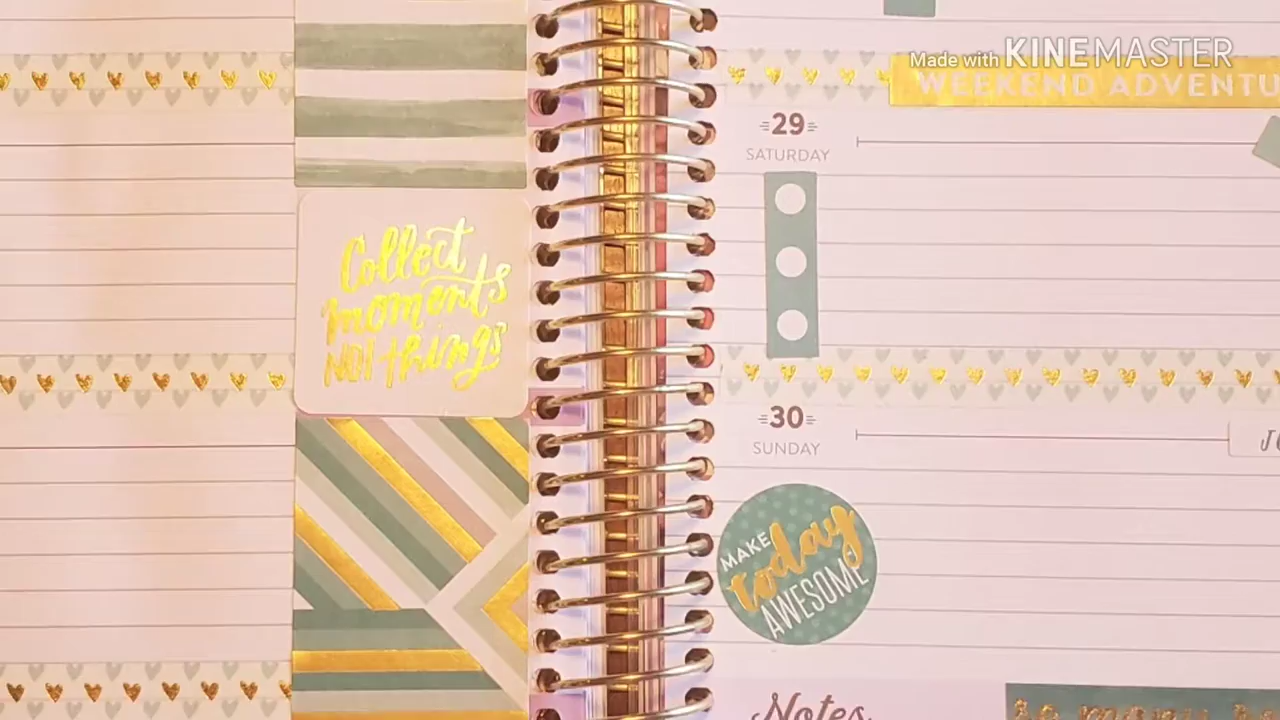 Made with KINEMASTER
WEEKEND ADVENTU
29
SATURDAY
Collect
moments
NOT things
30
SUNDAY
MAKE
today
AWESOME
Notes